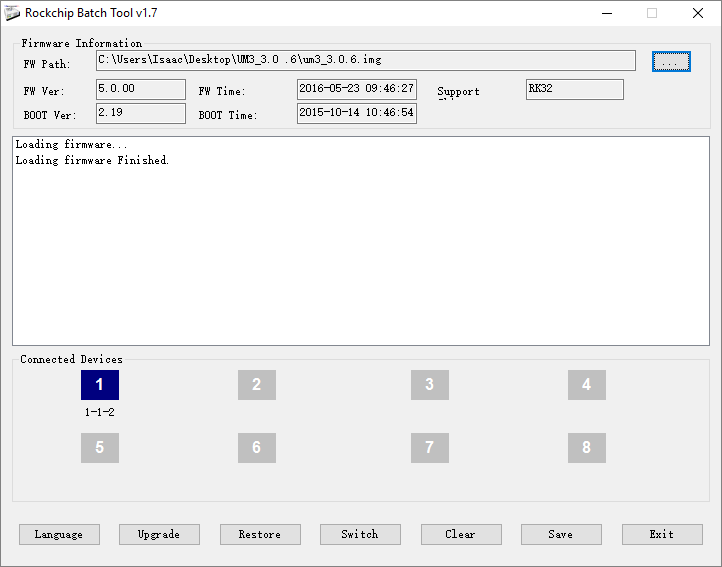 Rockchip Batch Tool v1.7
Firmware Information
FW Path: C:\Users\Isaac\Desktop\UM3_3.0 .6\um3_3.0.6.img ...
FW Ver: 5.0.00 FW Time: 2016-05-23 09:46:27 Support RK32
BOOT Ver: 2.19 BOOT Time: 2015-10-14 10:46:54
Loading firmware...
Loading firmware Finished.
Connected Devices
1 2 3 4
1-1-2
5 6 7 8
Language Upgrade Restore Switch Clear Save Exit